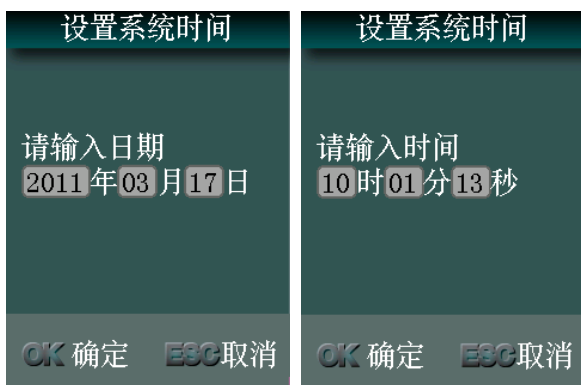 设置系统时间
请输入日期
2011年03月17日
OK 确定 ESC取消
设置系统时间
请输入时间
10时01分13秒
OK 确定 ESC取消